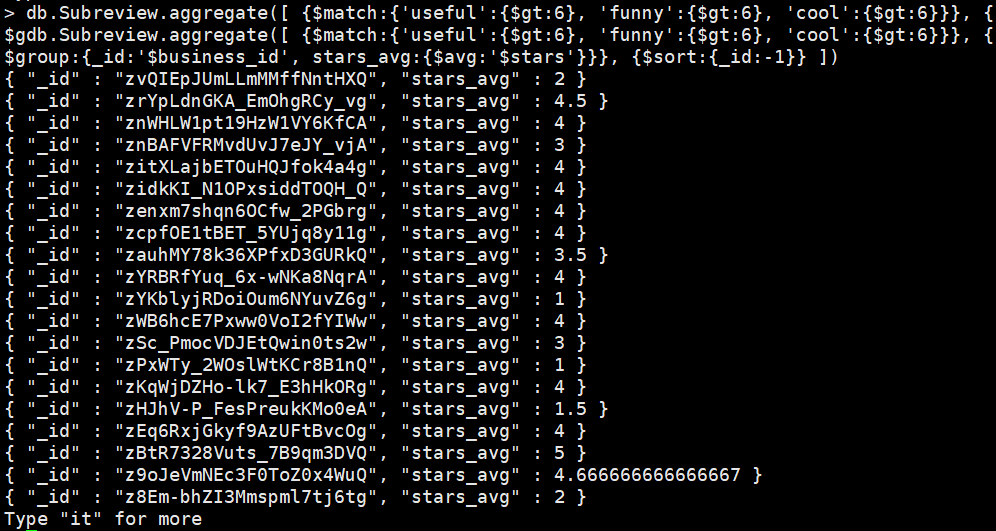 > db.Subreview.aggregate([ {$match:{'useful':{$gt:6}, 'funny':{$gt:6}, 'cool':{$gt:6}}}, {
$gdb.Subreview.aggregate([ {$match:{'useful':{$gt:6}, 'funny':{$gt:6}, 'cool':{$gt:6}}}, {
$group:{_id:'$business_id', stars_avg:{$avg:'$stars'}}}, {$sort:{_id:-1}} ])
{ "_id" : "zvQIEpJUmLLmMMffNntHXQ", "stars_avg" : 2 }
{ "_id" : "zrYpLdnGKA_EmOhgRCy_vg", "stars_avg" : 4.5 }
{ "_id" : "znWHLW1pt19HzW1VY6KfCA", "stars_avg" : 4 }
{ "_id" : "znBAFVFRMvdUvJ7eJY_vjA", "stars_avg" : 3 }
{ "_id" : "zitXLajbETOuHQJfok4a4g", "stars_avg" : 4 }
{ "_id" : "zidkKI_N1OPxsiddTOQH_Q", "stars_avg" : 4 }
{ "_id" : "zenxm7shqn6OCfw_2PGbrg", "stars_avg" : 4 }
{ "_id" : "zcpfOE1tBET_5YUjq8y11g", "stars_avg" : 4 }
{ "_id" : "zauhMY78k36XPfxD3GURkQ", "stars_avg" : 3.5 }
{ "_id" : "zYRBRfYuq_6x-wNKa8NqrA", "stars_avg" : 4 }
{ "_id" : "zYKblyjRDoiOum6NYuvZ6g", "stars_avg" : 1 }
{ "_id" : "zWB6hcE7Pxww0VoI2fYIWw", "stars_avg" : 4 }
{ "_id" : "zSc_PmocVDJEtQwin0ts2w", "stars_avg" : 3 }
{ "_id" : "zPxWTy_2WOslWtKCr8B1nQ", "stars_avg" : 1 }
{ "_id" : "zKqWjDZHo-lk7_E3hHkORg", "stars_avg" : 4 }
{ "_id" : "zHJhV-P_FesPreukKMo0eA", "stars_avg" : 1.5 }
{ "_id" : "zEq6RxjGkyf9AzUFtBvcOg", "stars_avg" : 4 }
{ "_id" : "zBtR7328Vuts_7B9qm3DVQ", "stars_avg" : 5 }
{ "_id" : "z9oJeVmNEc3F0ToZ0x4WuQ", "stars_avg" : 4.666666666666667 }
{ "_id" : "z8Em-bhZI3Mmspml7tj6tg", "stars_avg" : 2 }
Type "it" for more